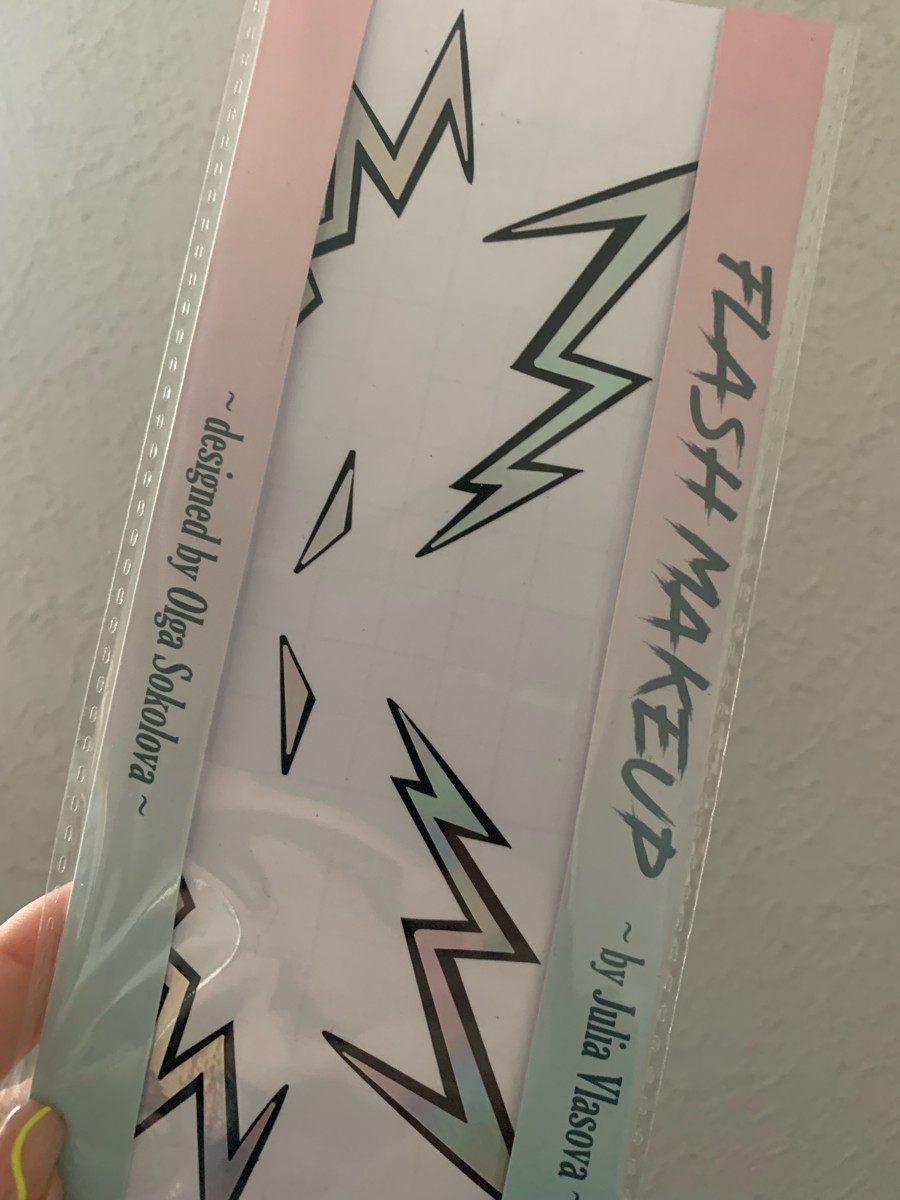 FLASH MAKEUP
~ by Julia Vlasova ~
~ designed by Olga Sokolova ~